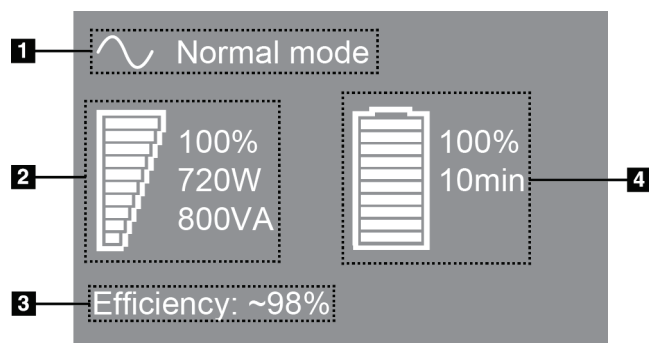 1
Normal mode
2
100%
720W
800VA
100%
10min
4
3
Efficiency: ~98%